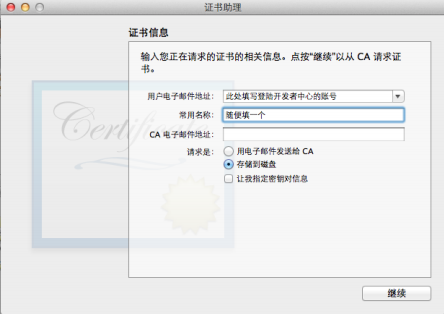 证书助理
证书信息
输入您正在请求的证书的相关信息。点按“继续”以从 CA 请求证
书。
用户电子邮件地址： 此处填写登陆开发者中心的账号
常用名称： 随便填一个
CA 电子邮件地址：
请求是： 用电子邮件发送给 CA
存储到磁盘
让我指定密钥对信息
继续